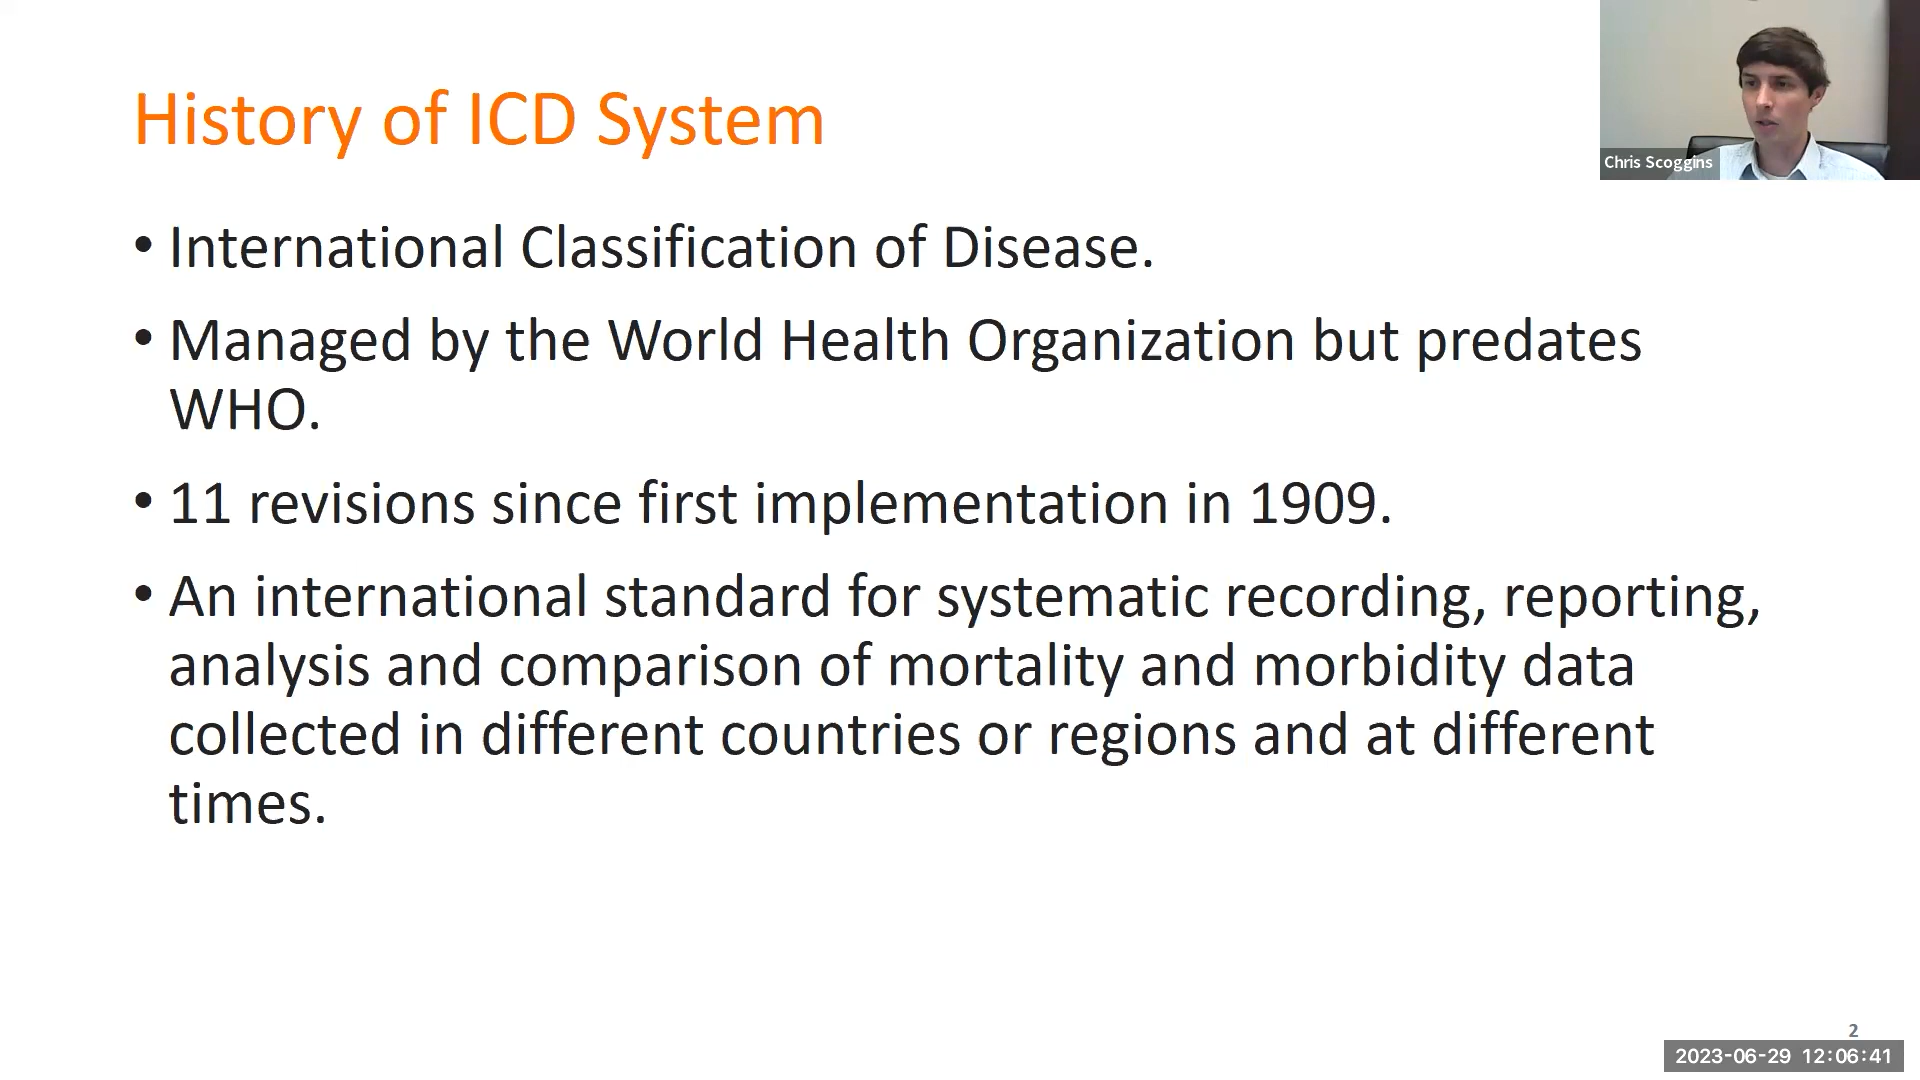 History of ICD System
Chris Scoggins
• International Classification of Disease.
• Managed by the World Health Organization but predates
WHO.
• 11 revisions since first implementation in 1909.
• An international standard for systematic recording, reporting,
analysis and comparison of mortality and morbidity data
collected in different countries or regions and at different
times.
2
2023-06-29 12:06:41